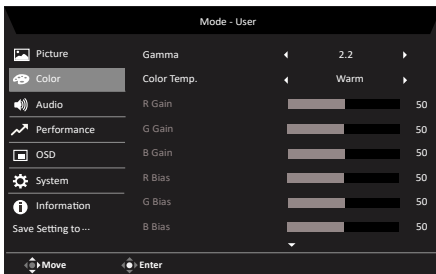 Mode - User
Picture
Gamma 2.2
Color
Color Temp. Warm
Audio
R Gain 50
Performance
G Gain 50
OSD
B Gain 50
System
R Bias 50
Information
G Bias 50
Save Setting to ···
B Bias 50
Move Enter